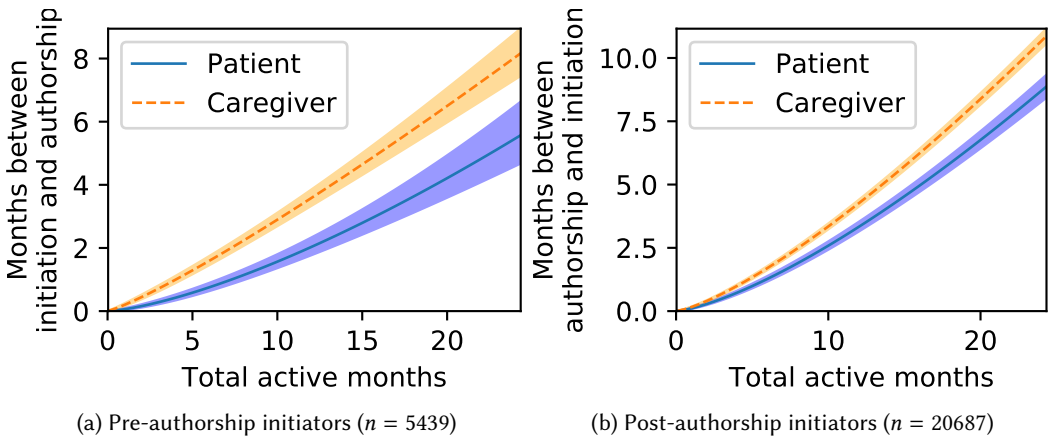 Months between
initiation and authorship
8
6
4
2
0
Patient
Caregiver
0 5 10 15 20
Total active months
(a) Pre-authorship initiators (n = 5439)
Months between
authorship and initiation
10.0
7.5
5.0
2.5
0.0
Patient
Caregiver
0 10 20
Total active months
(b) Post-authorship initiators (n = 20687)